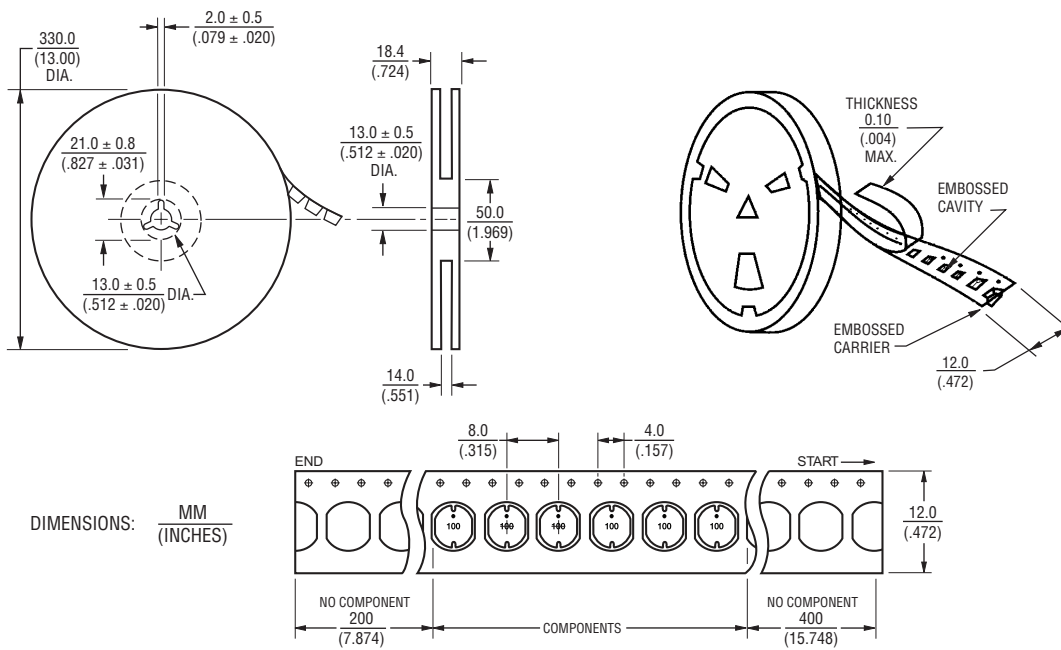 2.0 ± 0.5
(.079 ± .020)
330.0
(13.00)
DIA.
21.0 ± 0.8
(.827 ± .031)
13.0 ± 0.5
(.512 ± .020)
DIA.
18.4
(.724)
13.0 ± 0.5
(.512 ± .020)
DIA.
50.0
(1.969)
14.0
(.551)
THICKNESS
0.10
(.004)
MAX.
EMBOSSED
CAVITY
EMBOSSED
CARRIER
12.0
(.472)
8.0
(.315)
4.0
(.157)
END
START
DIMENSIONS:
MM
(INCHES)
100
100
100
100
100
100
12.0
(.472)
NO COMPONENT
200
(7.874)
COMPONENTS
NO COMPONENT
400
(15.748)